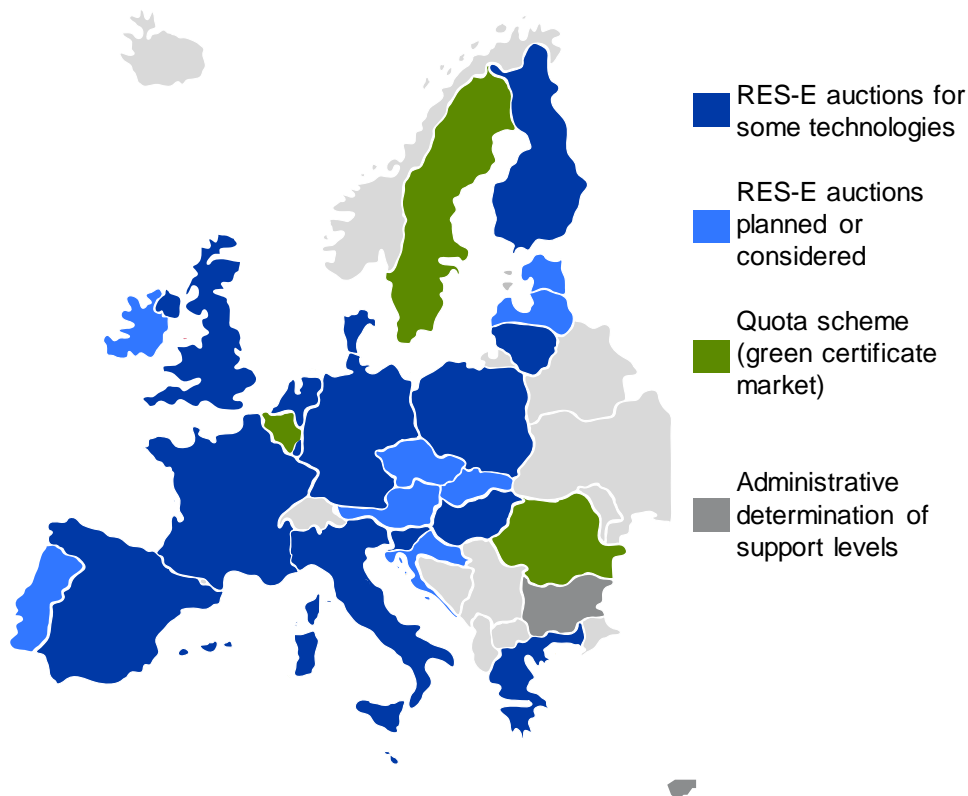 RES-E auctions for
some technologies
RES-E auctions
planned or
considered
Quota scheme
(green certificate
market)
Administrative
determination of
support levels